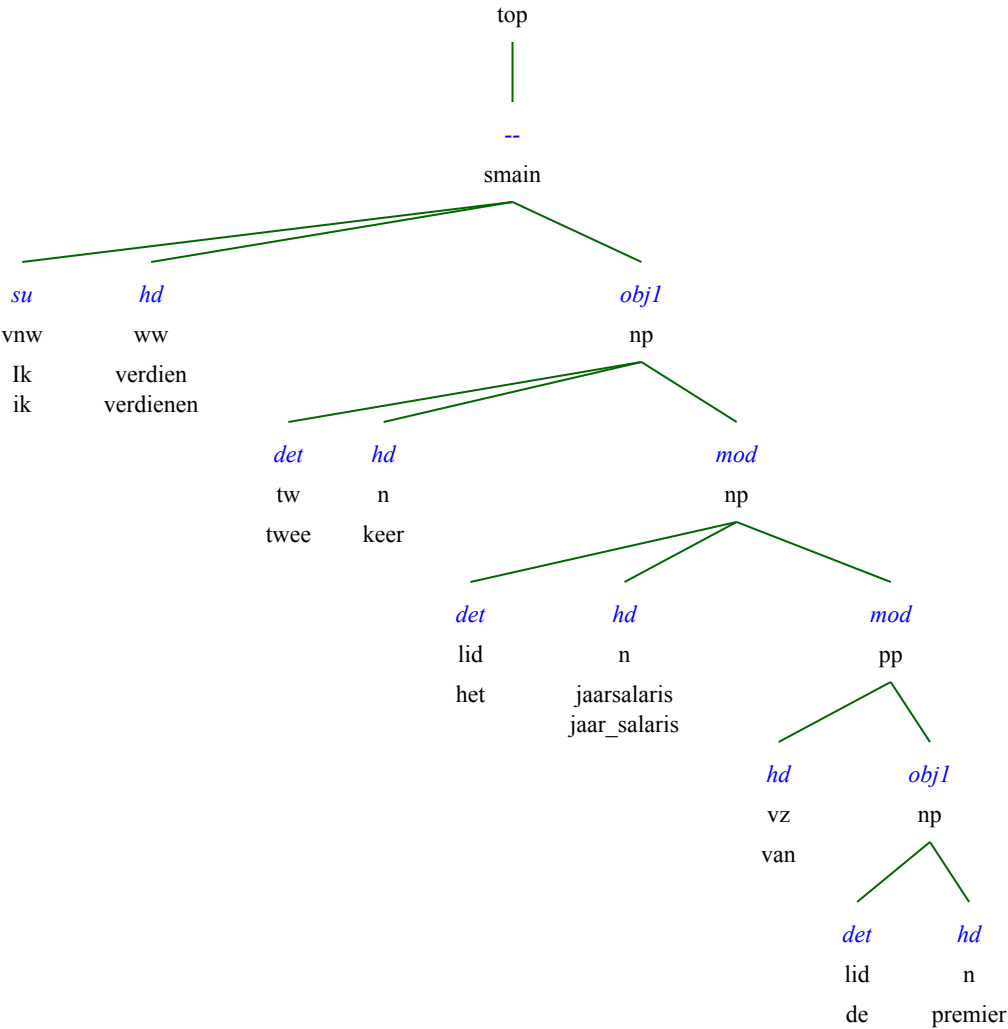 top
--
smain
su hd obj1
vnw ww np
Ik verdien
ik verdienen
det hd mod
tw n np
twee keer
det hd mod
lid n pp
het jaarsalaris
jaar_salaris
hd obj1
vz np
van
det hd
lid n
de premier